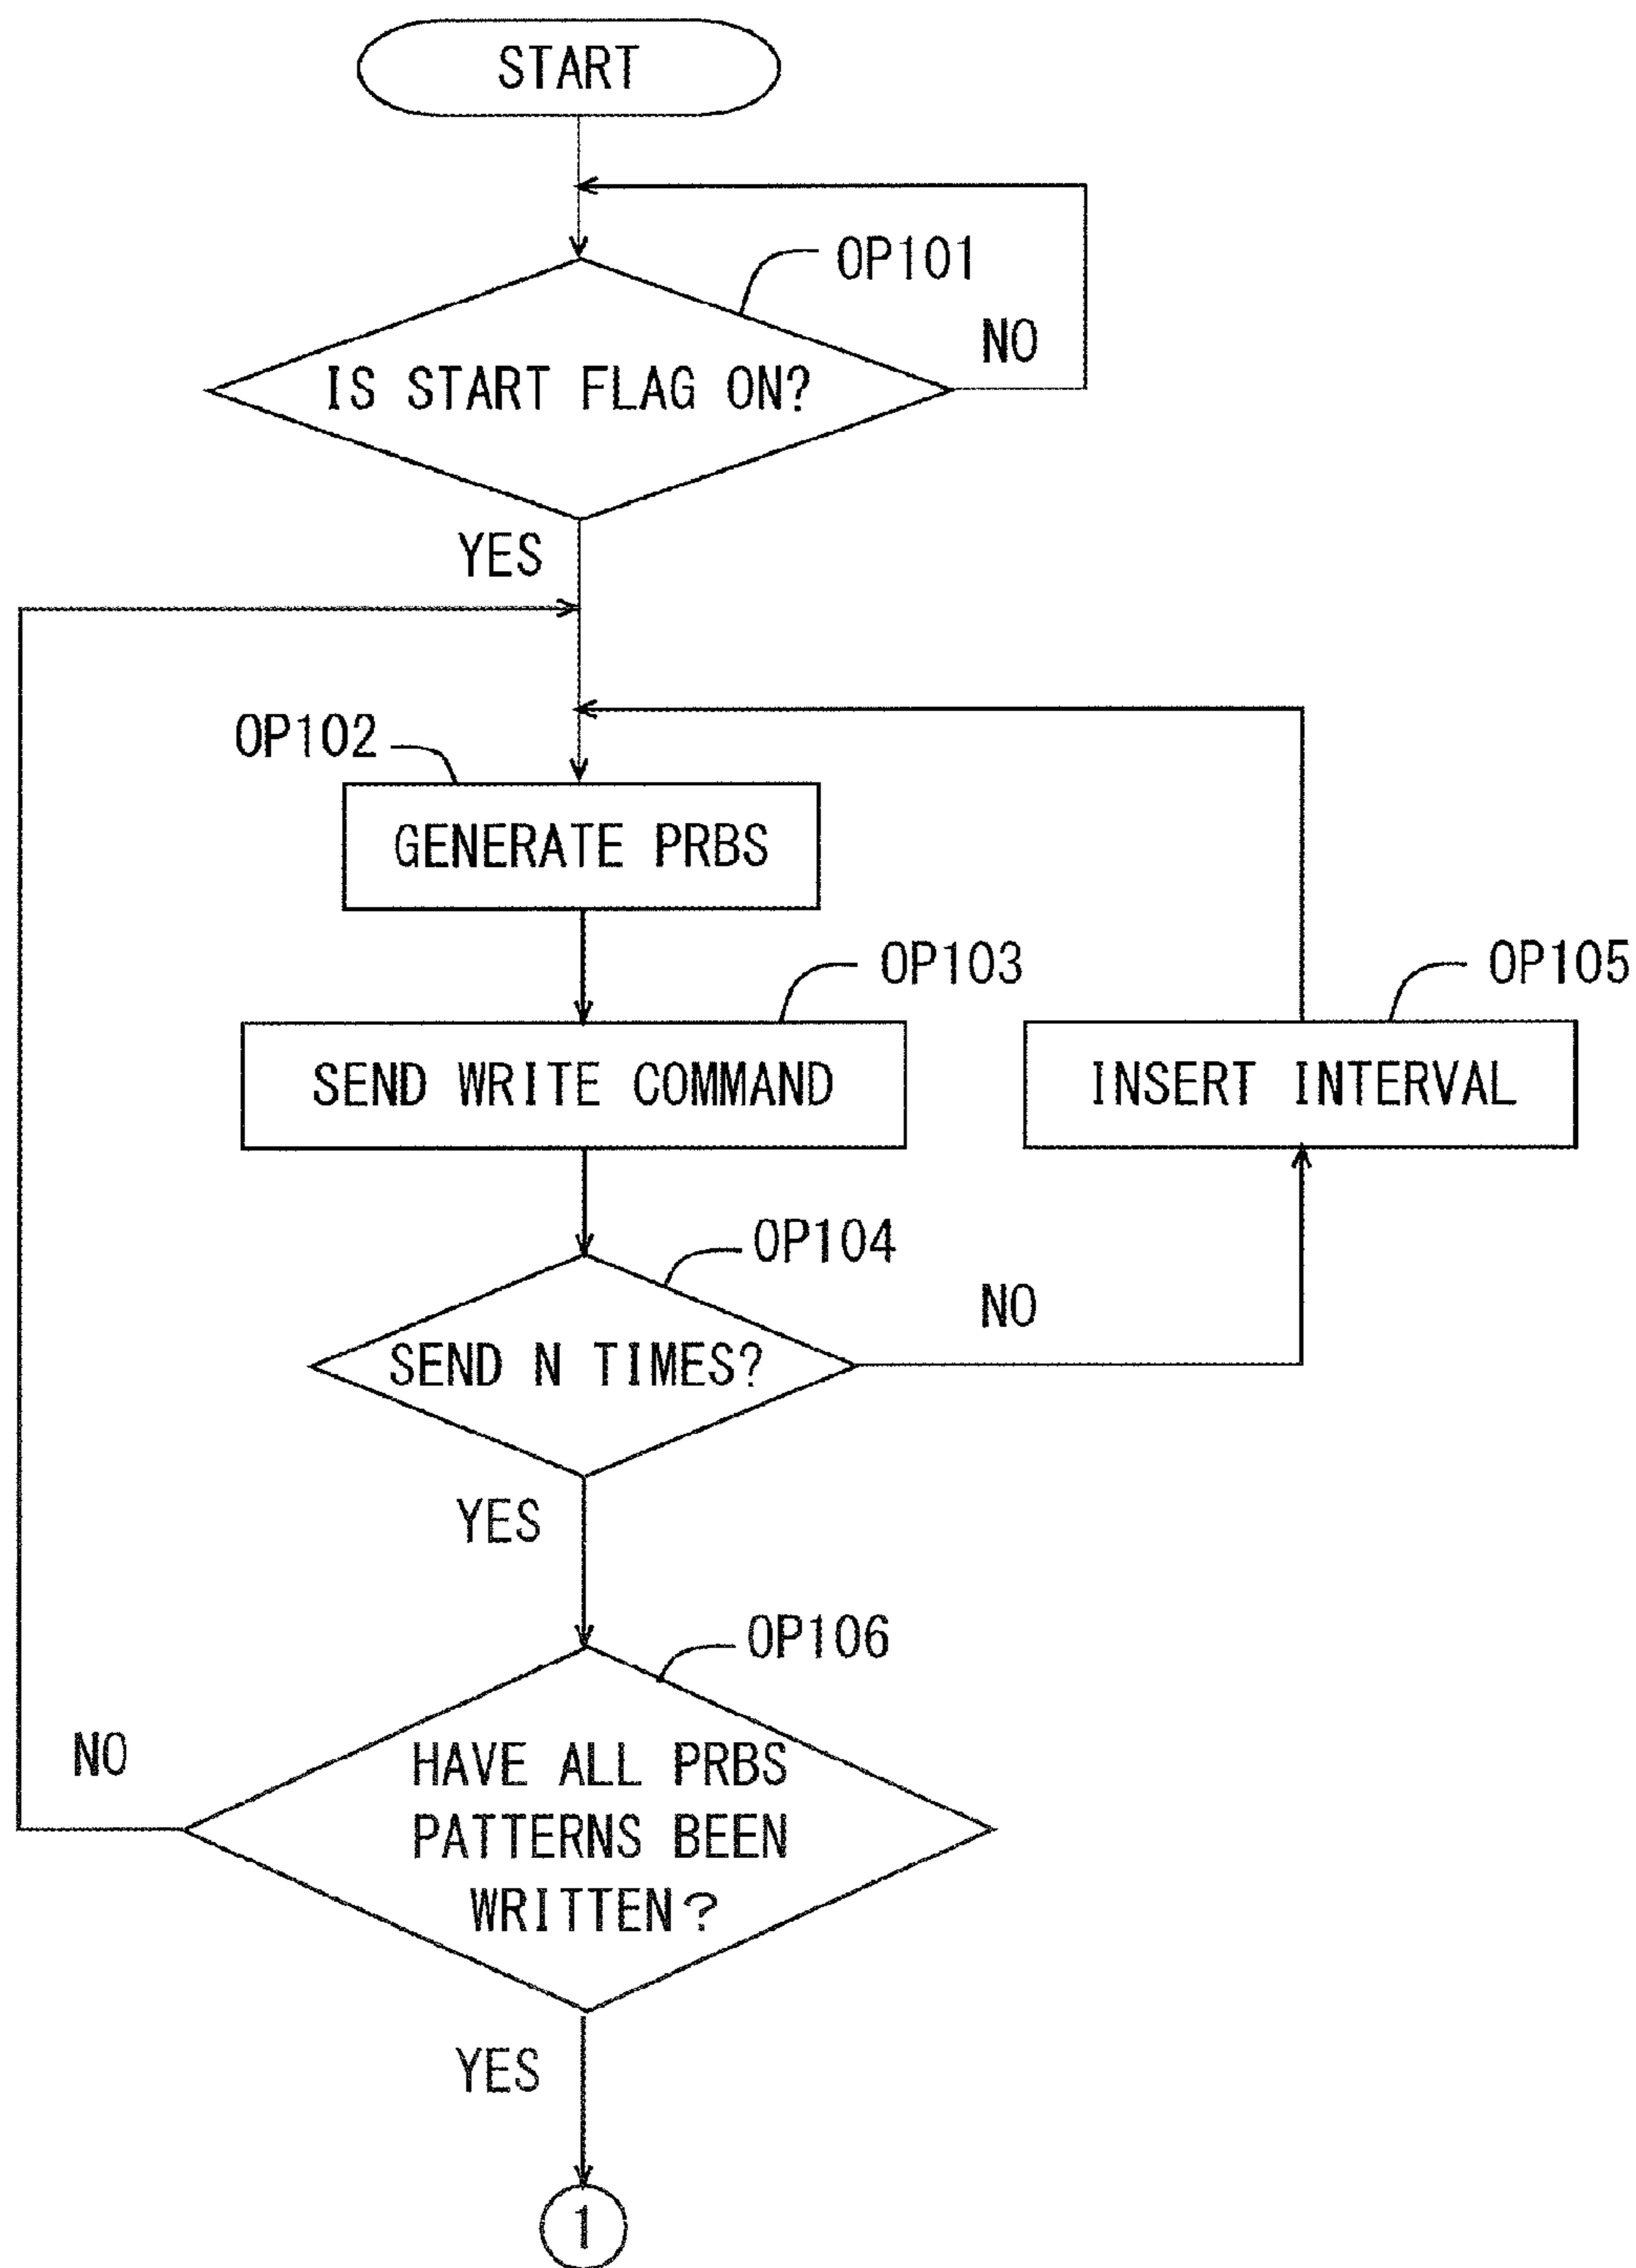 START
OP101
NO
IS START FLAG ON?
YES
OP102
GENERATE PRBS
OP103
OP105
SEND WRITE COMMAND
INSERT INTERVAL
OP104
NO
SEND N TIMES?
YES
OP106
NO
HAVE ALL PRBS
PATTERNS BEEN
WRITTEN?
YES
1